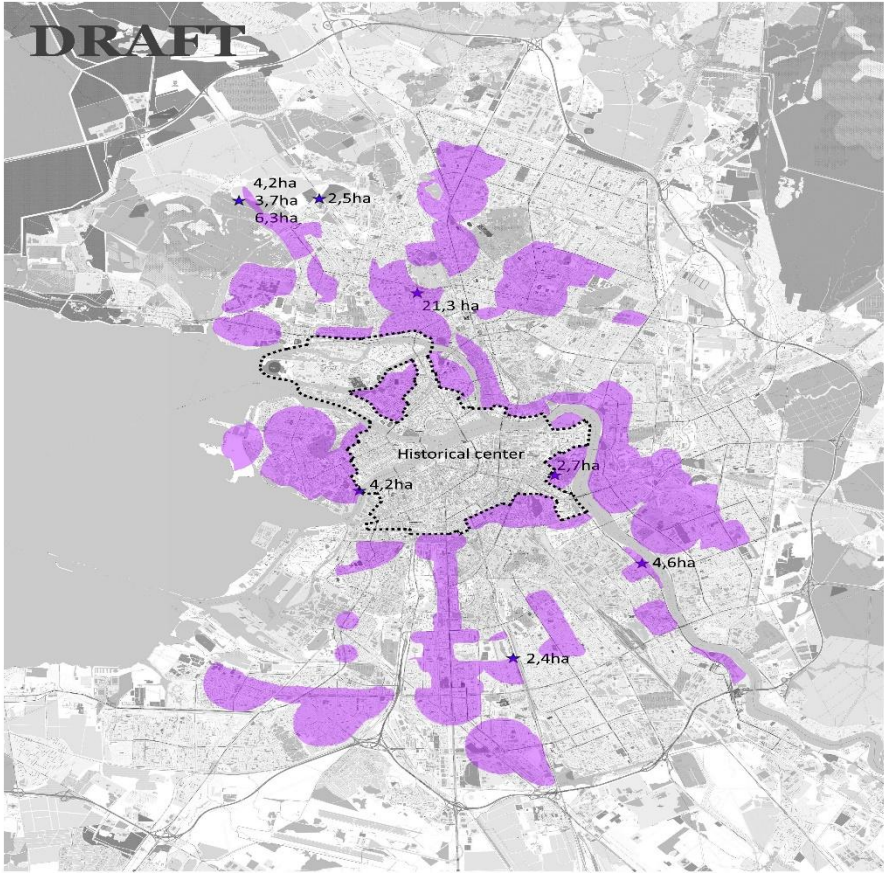 DRAFT
4,2ha
3,7ha
6,3ha
2,5ha
21,3 ha
Historical center
2,7ha
4,2ha
4,6ha
2,4ha